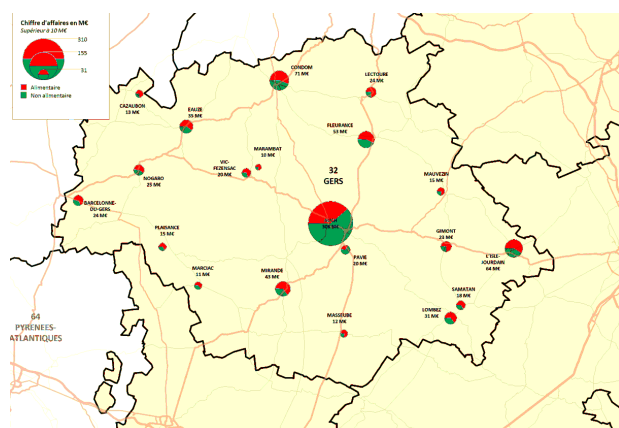 Chiffre d'affaires en M€
Supérieur à 10 M€
310
155
31
Alimentaire
Non alimentaire
CONDOM
71 M€
LECTOURE
24 M€
CAZAUBON
13 M€
EAUZE
35 M€
FLEURANCE
53 M€
MARAMBAT
10 M€
VIC-
FEZENSAC
20 M€
32
GERS
NOGARO
25 M€
MAUVEZIN
15 M€
BARCELONNE-
DU-GERS
24 M€
PLAISANCE
15 M€
GIMONT
23 M€
L'ISLE-
JOURDAIN
64 M€
PAVIE
20 M€
MARCIAC
11 M€
MIRANDE
43 M€
SAMATAN
18 M€
LOMBEZ
31 M€
MASSEUBE
12 M€
64
PYRENEES-
ATLANTIQUES